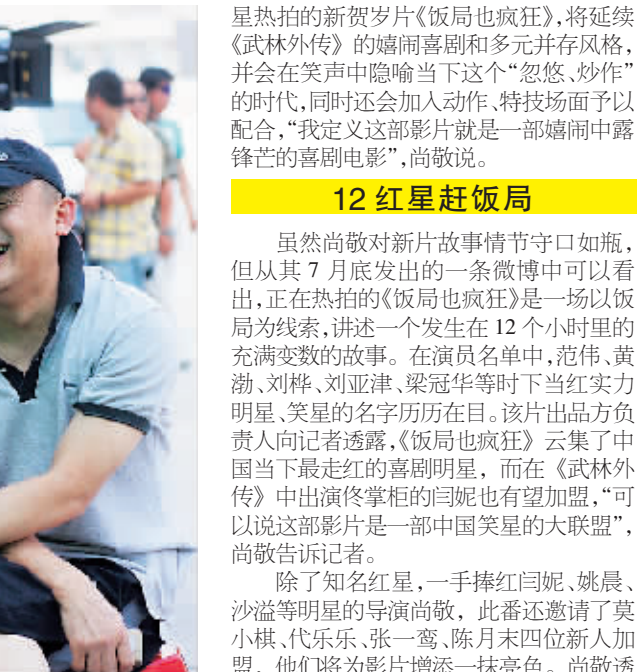 星热拍的新贺岁片《饭局也疯狂》,将延续
《武林外传》的嬉闹喜剧和多元并存风格,
并会在笑声中隐喻当下这个“忽悠、炒作”
的时代,同时还会加入动作、特技场面予以
配合,“我定义这部影片就是一部嬉闹中露
锋芒的喜剧电影”,尚敬说。
12 红星赶饭局
虽然尚敬对新片故事情节守口如瓶,
但从其 7 月底发出的一条微博中可以看
出,正在热拍的《饭局也疯狂》是一场以饭
局为线索,讲述一个发生在 12 个小时里的
充满变数的故事。在演员名单中,范伟、黄
渤、刘桦、刘亚津、梁冠华等时下当红实力
明星、笑星的名字历历在目。该片出品方负
责人向记者透露,《饭局也疯狂》云集了中
国当下最走红的喜剧明星，而在《武林外
传》中出演佟掌柜的闫妮也有望加盟,“可
以说这部影片是一部中国笑星的大联盟”,
尚敬告诉记者。
除了知名红星,一手捧红闫妮、姚晨、
沙溢等明星的导演尚敬，此番还邀请了莫
小棋、代乐乐、张一鸾、陈月末四位新人加
盟，他们将为影片增添一抹亮色。尚敬透